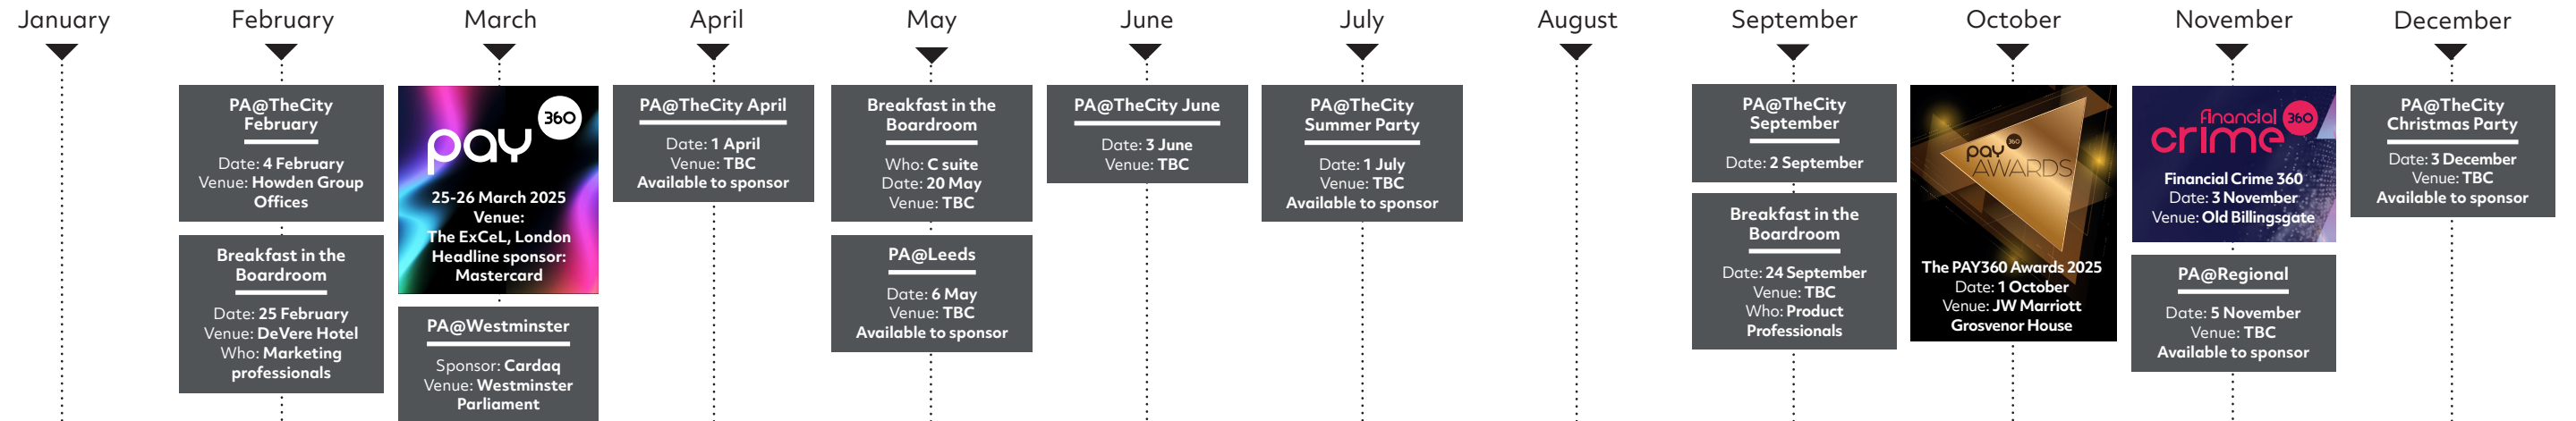 January
February
March
April
May
June
July
August
September
October
November
December
PA@TheCity
February
Date: 4 February
Venue: Howden Group
Offices
Breakfast in the
Boardroom
Date: 25 February
Venue: DeVere Hotel
Who: Marketing
professionals
pay 360
25-26 March 2025
Venue:
The ExCeL, London
Headline sponsor:
Mastercard
PA@Westminster
Sponsor: Cardaq
Venue: Westminster
Parliament
PA@TheCity April
Date: 1 April
Venue: TBC
Available to sponsor
Breakfast in the
Boardroom
Who: C suite
Date: 20 May
Venue: TBC
PA@Leeds
Date: 6 May
Venue: TBC
Available to sponsor
PA@TheCity June
Date: 3 June
Venue: TBC
PA@TheCity
Summer Party
Date: 1 July
Venue: TBC
Available to sponsor
PA@TheCity
September
Date: 2 September
Breakfast in the
Boardroom
Date: 24 September
Venue: TBC
Who: Product
Professionals
pay 360
AWARDS
The PAY360 Awards 2025
Date: 1 October
Venue: JW Marriott
Grosvenor House
financial 360
crime
Financial Crime 360
Date: 3 November
Venue: Old Billingsgate
PA@Regional
Date: 5 November
Venue: TBC
Available to sponsor
PA@TheCity
Christmas Party
Date: 3 December
Venue: TBC
Available to sponsor